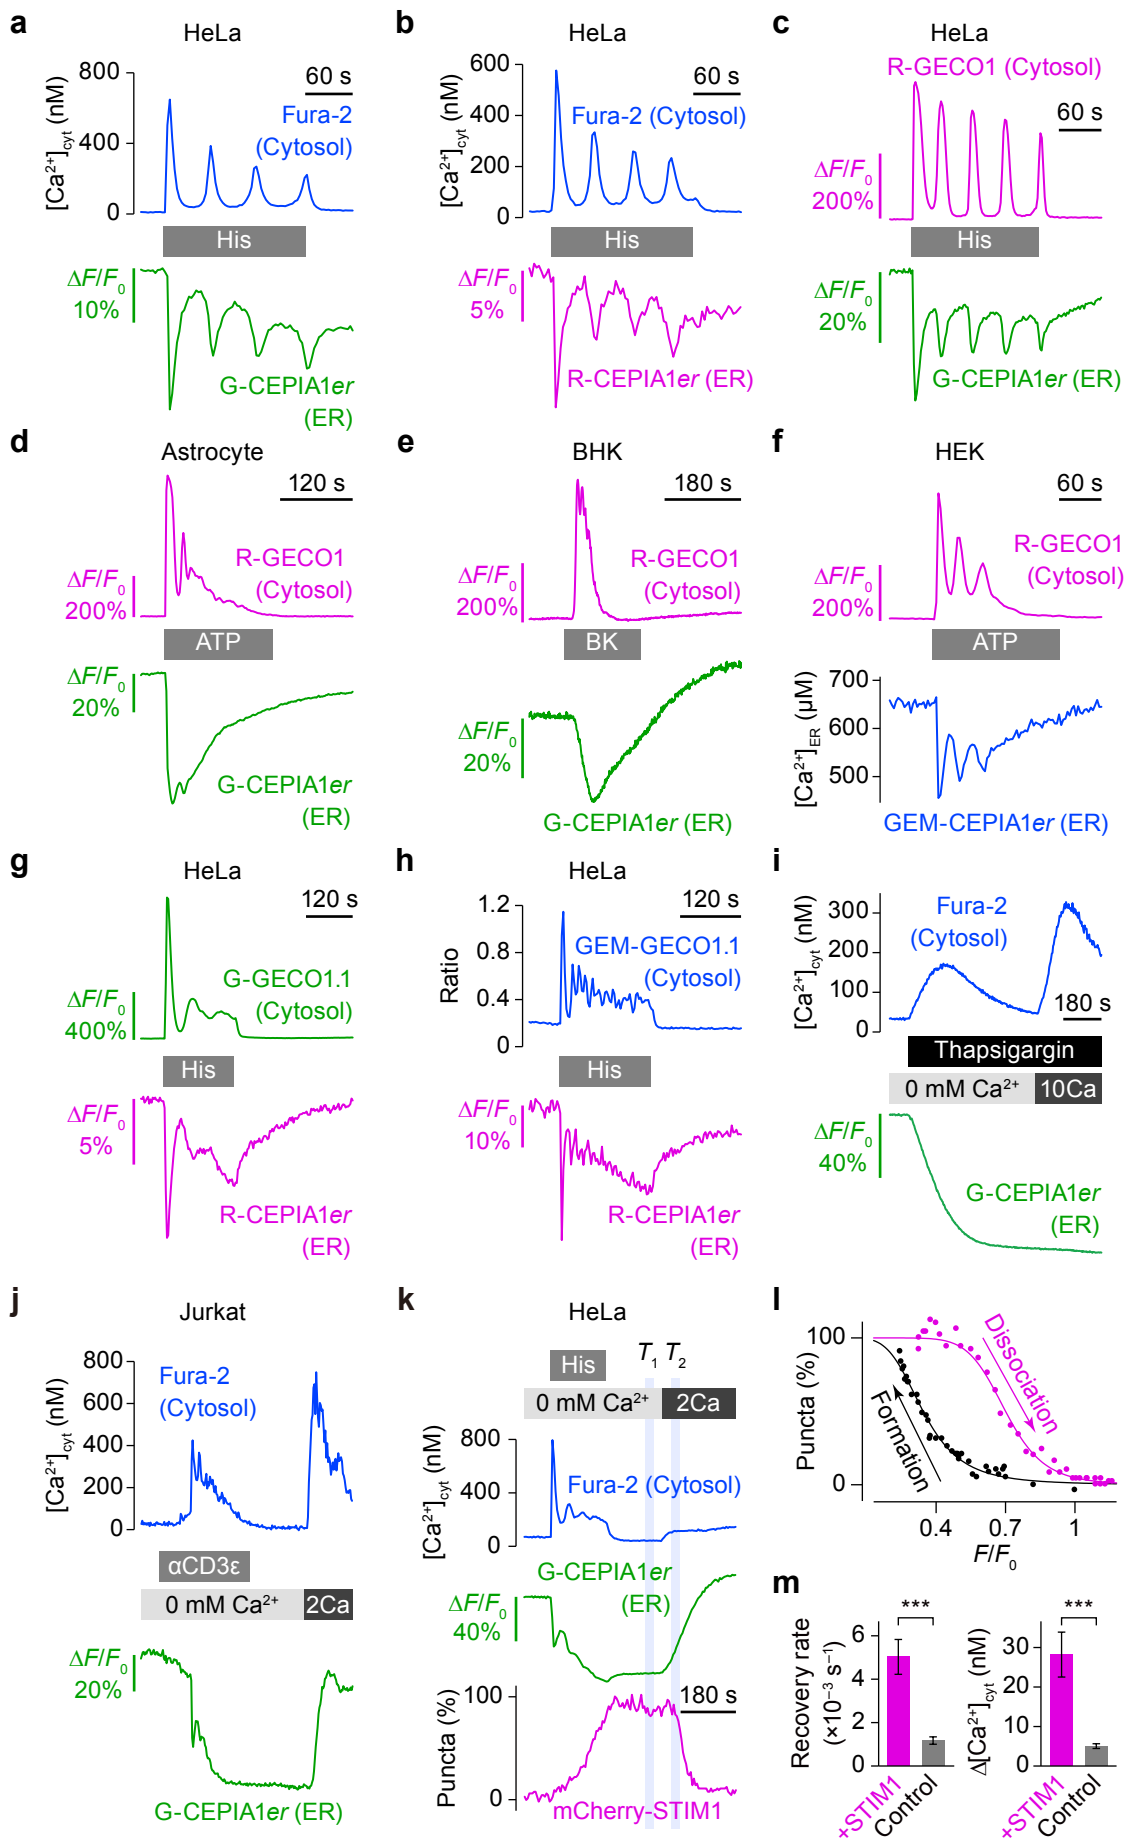 a
HeLa
60 s
[Ca²⁺]cyt (nM)
800
400
0
Fura-2
(Cytosol)
His
ΔF/F₀
10%
G-CEPIA1er
(ER)
b
HeLa
60 s
[Ca²⁺]cyt (nM)
600
400
200
0
Fura-2 (Cytosol)
His
ΔF/F₀
5%
R-CEPIA1er (ER)
c
HeLa
R-GECO1 (Cytosol)
60 s
ΔF/F₀
200%
His
ΔF/F₀
20%
G-CEPIA1er (ER)
d
Astrocyte
120 s
R-GECO1
(Cytosol)
ΔF/F₀
200%
ATP
ΔF/F₀
20%
G-CEPIA1er
(ER)
e
BHK
180 s
R-GECO1
(Cytosol)
ΔF/F₀
200%
BK
ΔF/F₀
20%
G-CEPIA1er (ER)
f
HEK
60 s
R-GECO1
(Cytosol)
ΔF/F₀
200%
ATP
[Ca²⁺]ER (μM)
700
600
500
GEM-CEPIA1er (ER)
g
HeLa
120 s
G-GECO1.1
(Cytosol)
ΔF/F₀
400%
His
ΔF/F₀
5%
R-CEPIA1er
(ER)
h
HeLa
120 s
Ratio
1.2
0.8
0.4
0
GEM-GECO1.1
(Cytosol)
His
ΔF/F₀
10%
R-CEPIA1er
(ER)
i
[Ca²⁺]cyt (nM)
300
200
100
0
Fura-2
(Cytosol)
180 s
Thapsigargin
0 mM Ca²⁺
10Ca
ΔF/F₀
40%
G-CEPIA1er
(ER)
j
Jurkat
[Ca²⁺]cyt (nM)
800
600
400
200
0
Fura-2
(Cytosol)
αCD3ε
0 mM Ca²⁺
2Ca
ΔF/F₀
20%
G-CEPIA1er (ER)
k
HeLa
His
T₁ T₂
0 mM Ca²⁺
2Ca
[Ca²⁺]cyt (nM)
800
400
0
Fura-2 (Cytosol)
G-CEPIA1er
(ER)
ΔF/F₀
40%
180 s
Puncta (%)
100
0
mCherry-STIM1
l
Puncta (%)
100
0
Dissociation
Formation
0.4
0.7
1
F/F₀
m
Recovery rate
(×10⁻³ s⁻¹)
6
4
2
0
***
+STIM1
Control
Δ[Ca²⁺]cyt (nM)
30
20
10
0
***
+STIM1
Control